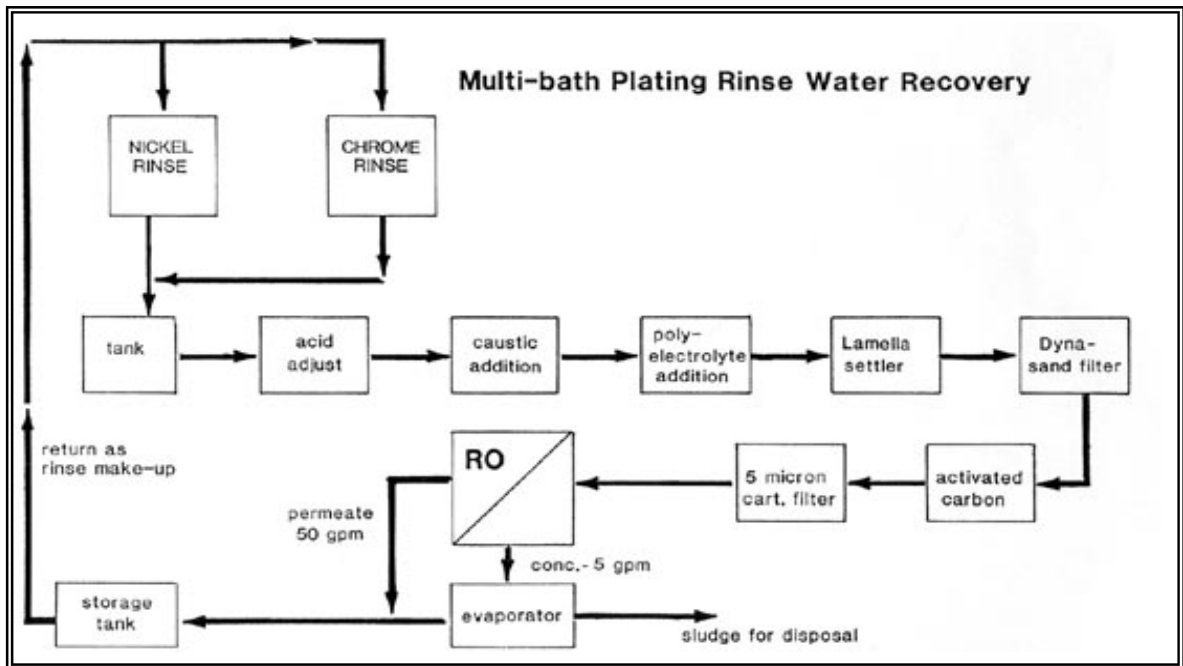 Multi-bath Plating Rinse Water Recovery
NICKEL
RINSE
CHROME
RINSE
tank
acid
adjust
caustic
addition
poly-
electrolyte
addition
Lamella
settler
Dyna-
sand filter
return as
rinse make-up
RO
5 micron
cart. filter
activated
carbon
permeate
50 gpm
conc.- 5 gpm
storage
tank
evaporator
sludge for disposal